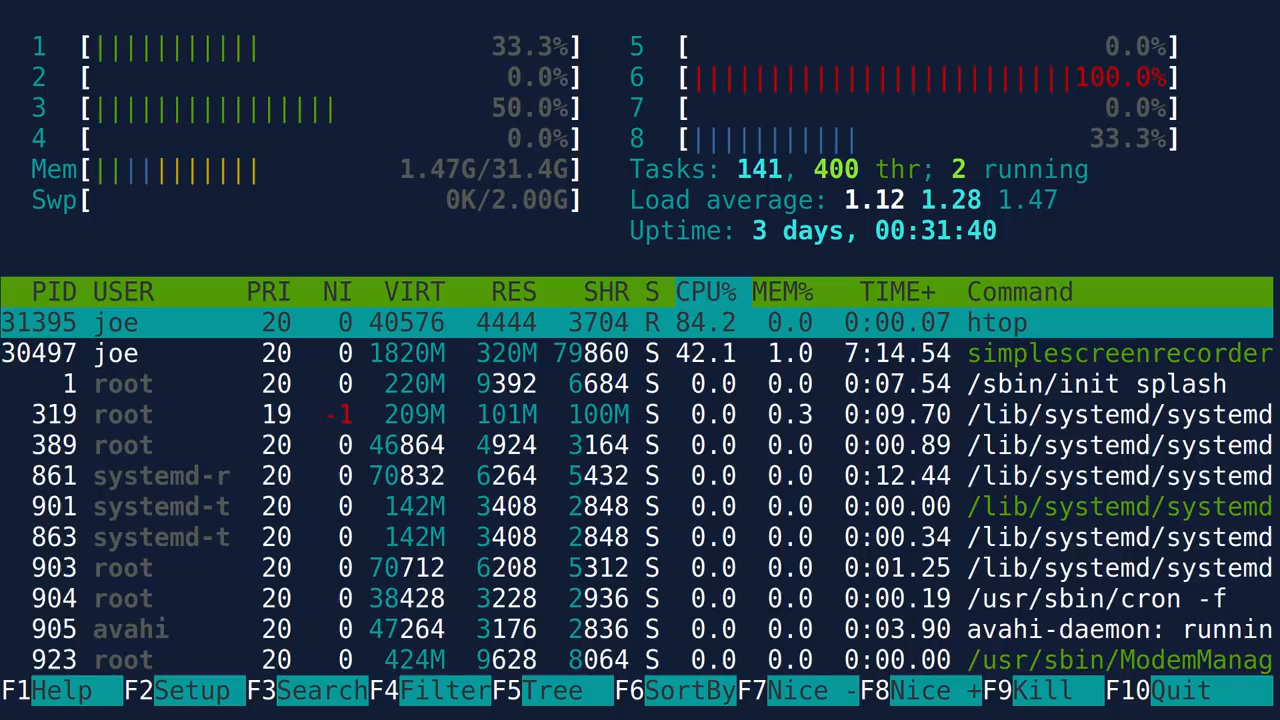 1 [||||||||||| 33.3%] 5 [ 0.0%]
2 [ 0.0%] 6 [|||||||||||||||||||||||||100.0%]
3 [|||||||||||||||| 50.0%] 7 [ 0.0%]
4 [ 0.0%] 8 [||||||||||| 33.3%]
Mem[||||||||||| 1.47G/31.4G] Tasks: 141, 400 thr; 2 running
Swp[ 0K/2.00G] Load average: 1.12 1.28 1.47
Uptime: 3 days, 00:31:40
PID USER PRI NI VIRT RES SHR S CPU% MEM% TIME+ Command
31395 joe 20 0 40576 4444 3704 R 84.2 0.0 0:00.07 htop
30497 joe 20 0 1820M 320M 79860 S 42.1 1.0 7:14.54 simplescreenrecorder
1 root 20 0 220M 9392 6684 S 0.0 0.0 0:07.54 /sbin/init splash
319 root 19 -1 209M 101M 100M S 0.0 0.3 0:09.70 /lib/systemd/systemd
389 root 20 0 46864 4924 3164 S 0.0 0.0 0:00.89 /lib/systemd/systemd
861 systemd-r 20 0 70832 6264 5432 S 0.0 0.0 0:12.44 /lib/systemd/systemd
901 systemd-t 20 0 142M 3408 2848 S 0.0 0.0 0:00.00 /lib/systemd/systemd
863 systemd-t 20 0 142M 3408 2848 S 0.0 0.0 0:00.34 /lib/systemd/systemd
903 root 20 0 70712 6208 5312 S 0.0 0.0 0:01.25 /lib/systemd/systemd
904 root 20 0 38428 3228 2936 S 0.0 0.0 0:00.19 /usr/sbin/cron -f
905 avahi 20 0 47264 3176 2836 S 0.0 0.0 0:03.90 avahi-daemon: runnin
923 root 20 0 424M 9628 8064 S 0.0 0.0 0:00.00 /usr/sbin/ModemManag
F1Help F2Setup F3Search F4Filter F5Tree F6SortBy F7Nice - F8Nice + F9Kill F10Quit